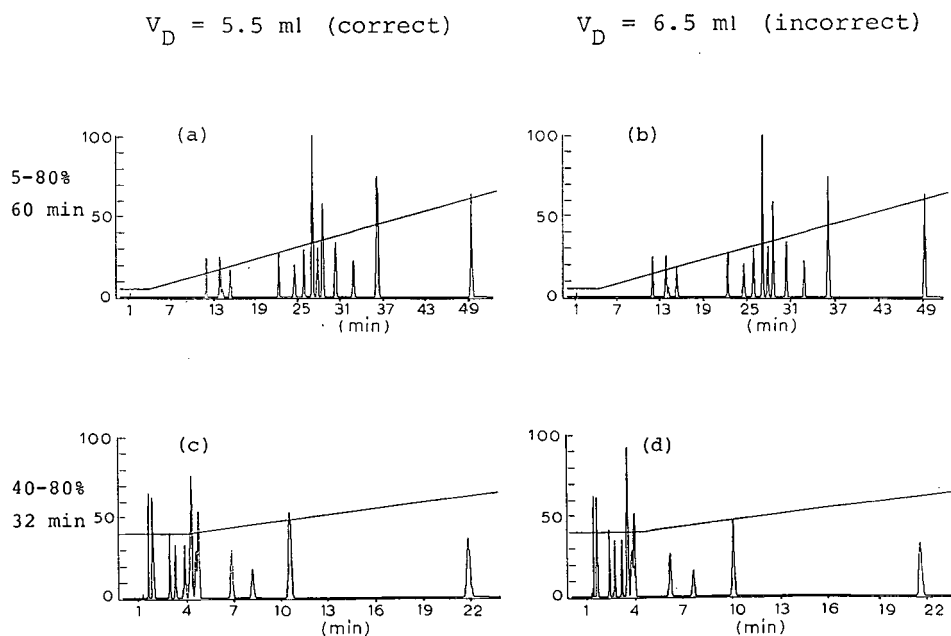 V_D = 5.5 ml (correct)
V_D = 6.5 ml (incorrect)
5-80%
60 min
(a)
100
50
0
1 7 13 19 25 31 37 43 49
(min)
(b)
100
50
0
1 7 13 19 25 31 37 43 49
(min)
40-80%
32 min
(c)
100
50
0
1 4 7 10 13 16 19 22
(min)
(d)
100
50
0
1 4 7 10 13 16 19 22
(min)